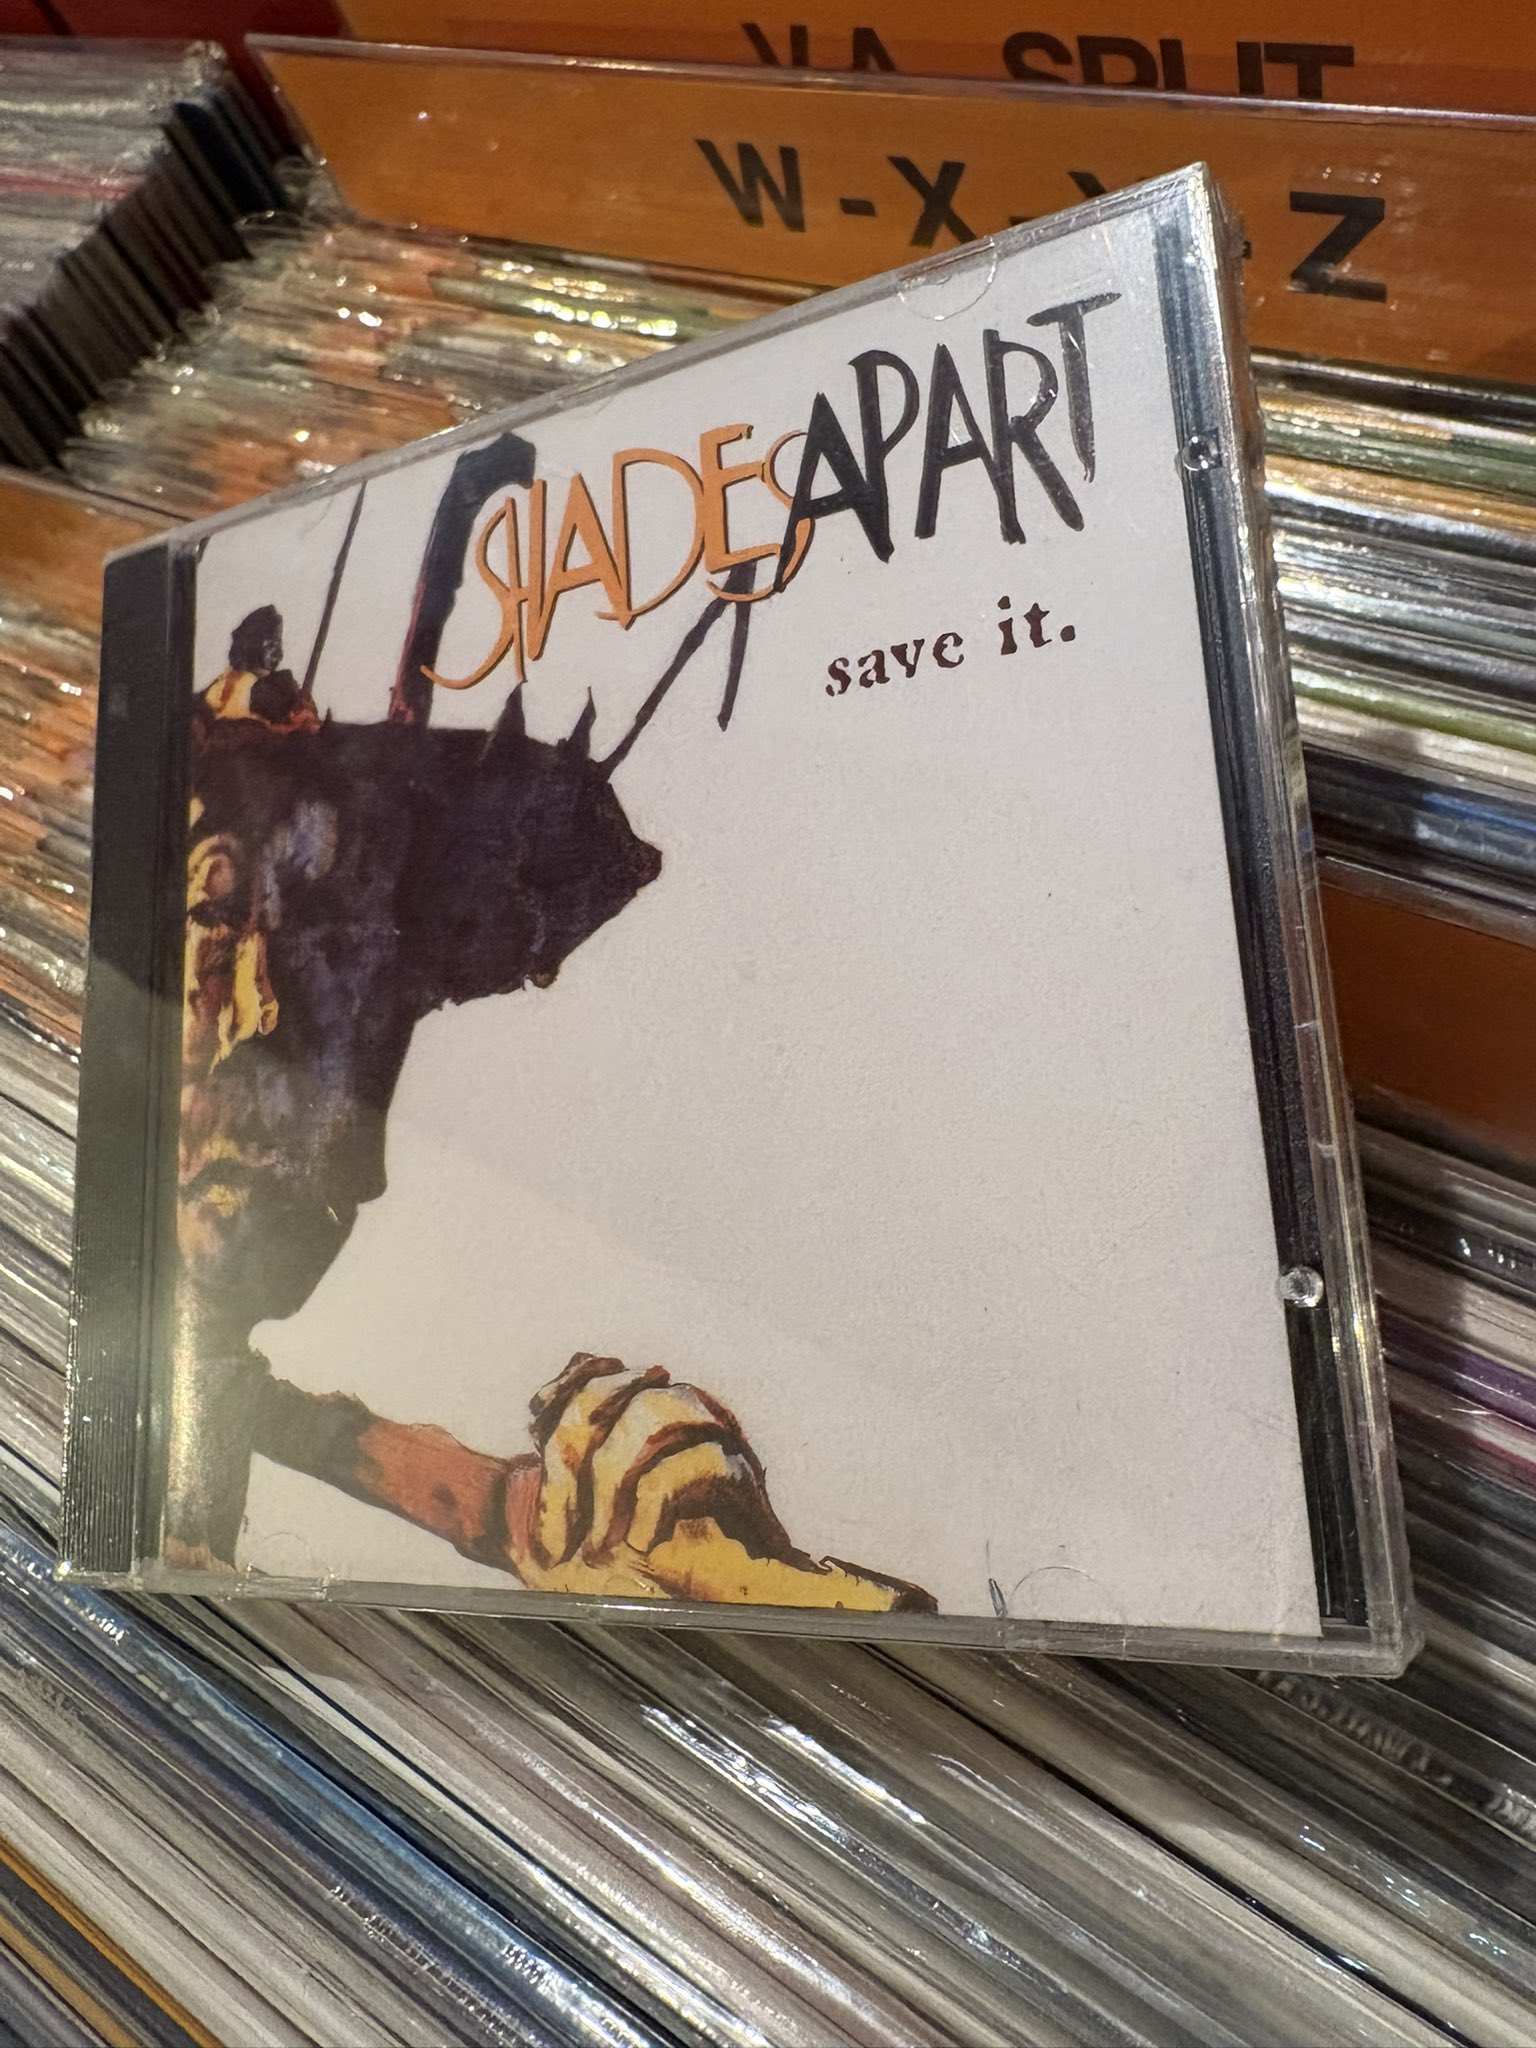 VA SPLIT
W-X-Y-Z
SHADES APART
save it.